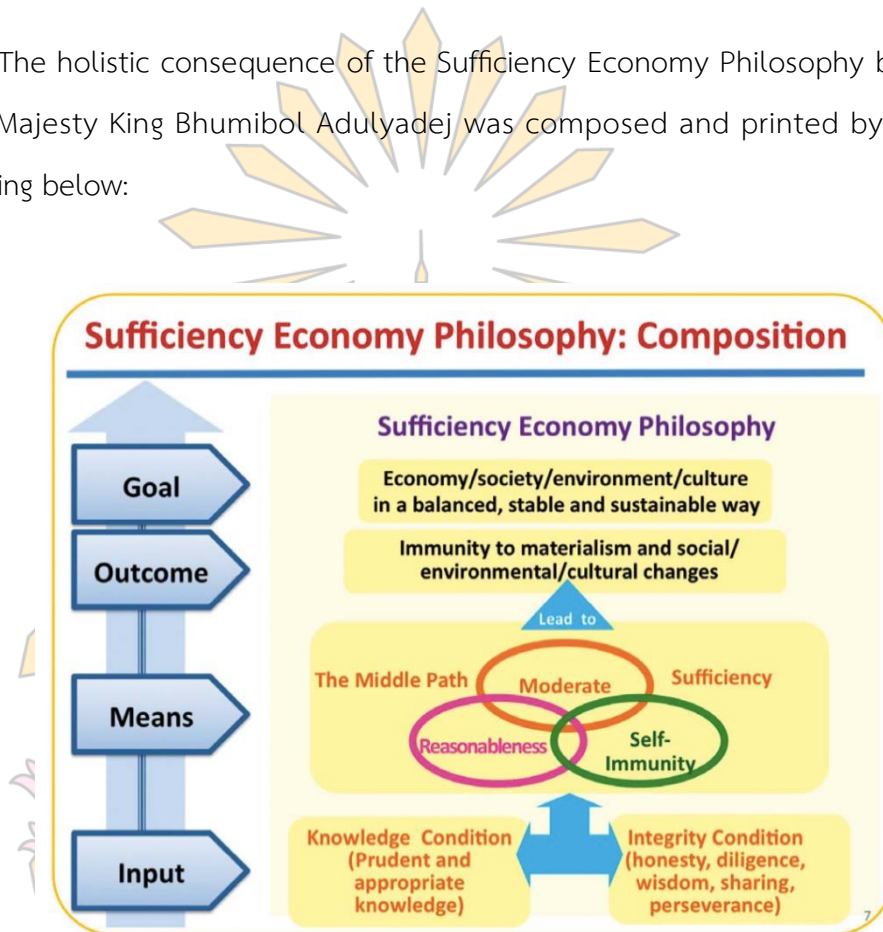 The holistic consequence of the Sufficiency Economy Philosophy
Majesty King Bhumibol Adulyadej was composed and printed by
ing below:
Sufficiency Economy Philosophy: Composition
Sufficiency Economy Philosophy
Goal
Economy/society/environment/culture
in a balanced, stable and sustainable way
Outcome
Immunity to materialism and social/
environmental/cultural changes
Lead to
The Middle Path
Moderate
Sufficiency
Means
Reasonableness
Self-
Immunity
Input
Knowledge Condition
(Prudent and
appropriate
knowledge)
Integrity Condition
(honesty, diligence,
wisdom, sharing,
perseverance)
7